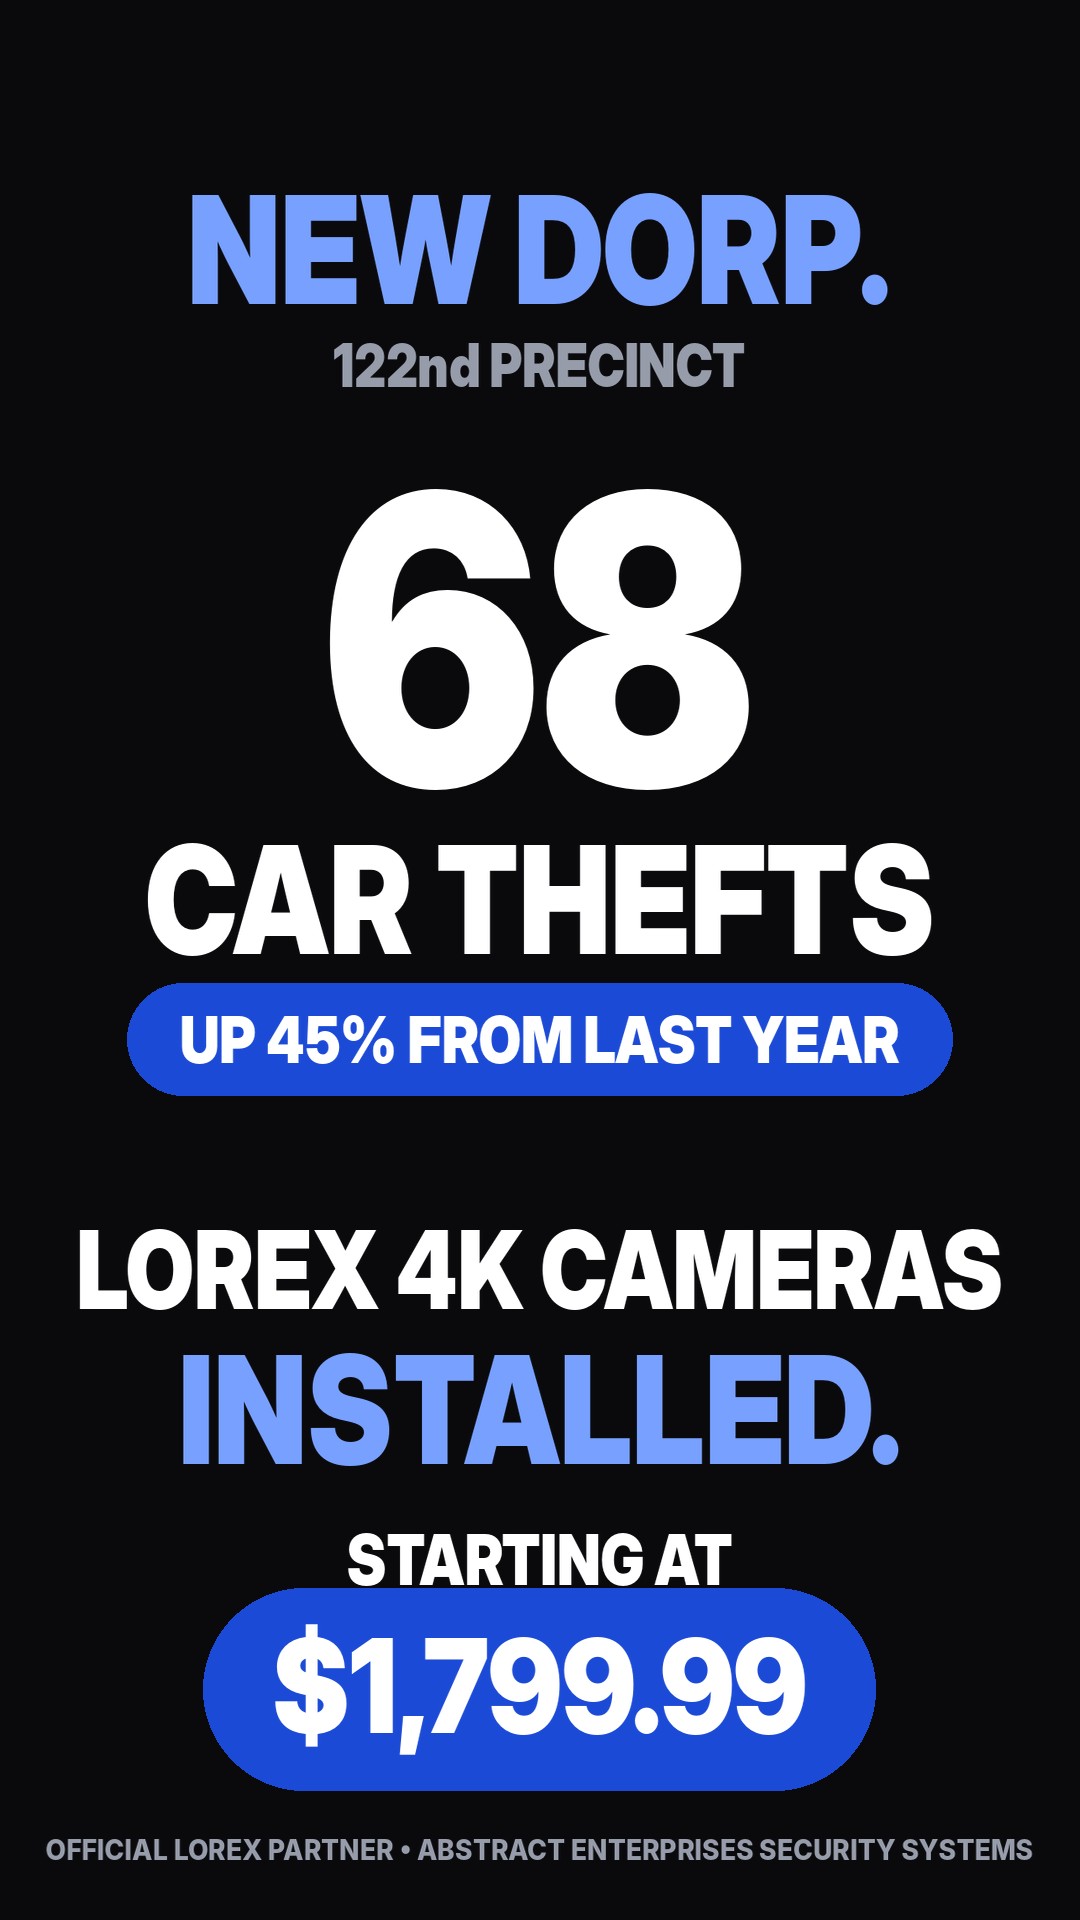 NEW DORP.
122nd PRECINCT
68
CAR THEFTS
UP 45% FROM LAST YEAR
LOREX 4K CAMERAS
INSTALLED.
STARTING AT
$1,799.99
OFFICIAL LOREX PARTNER • ABSTRACT ENTERPRISES SECURITY SYSTEMS